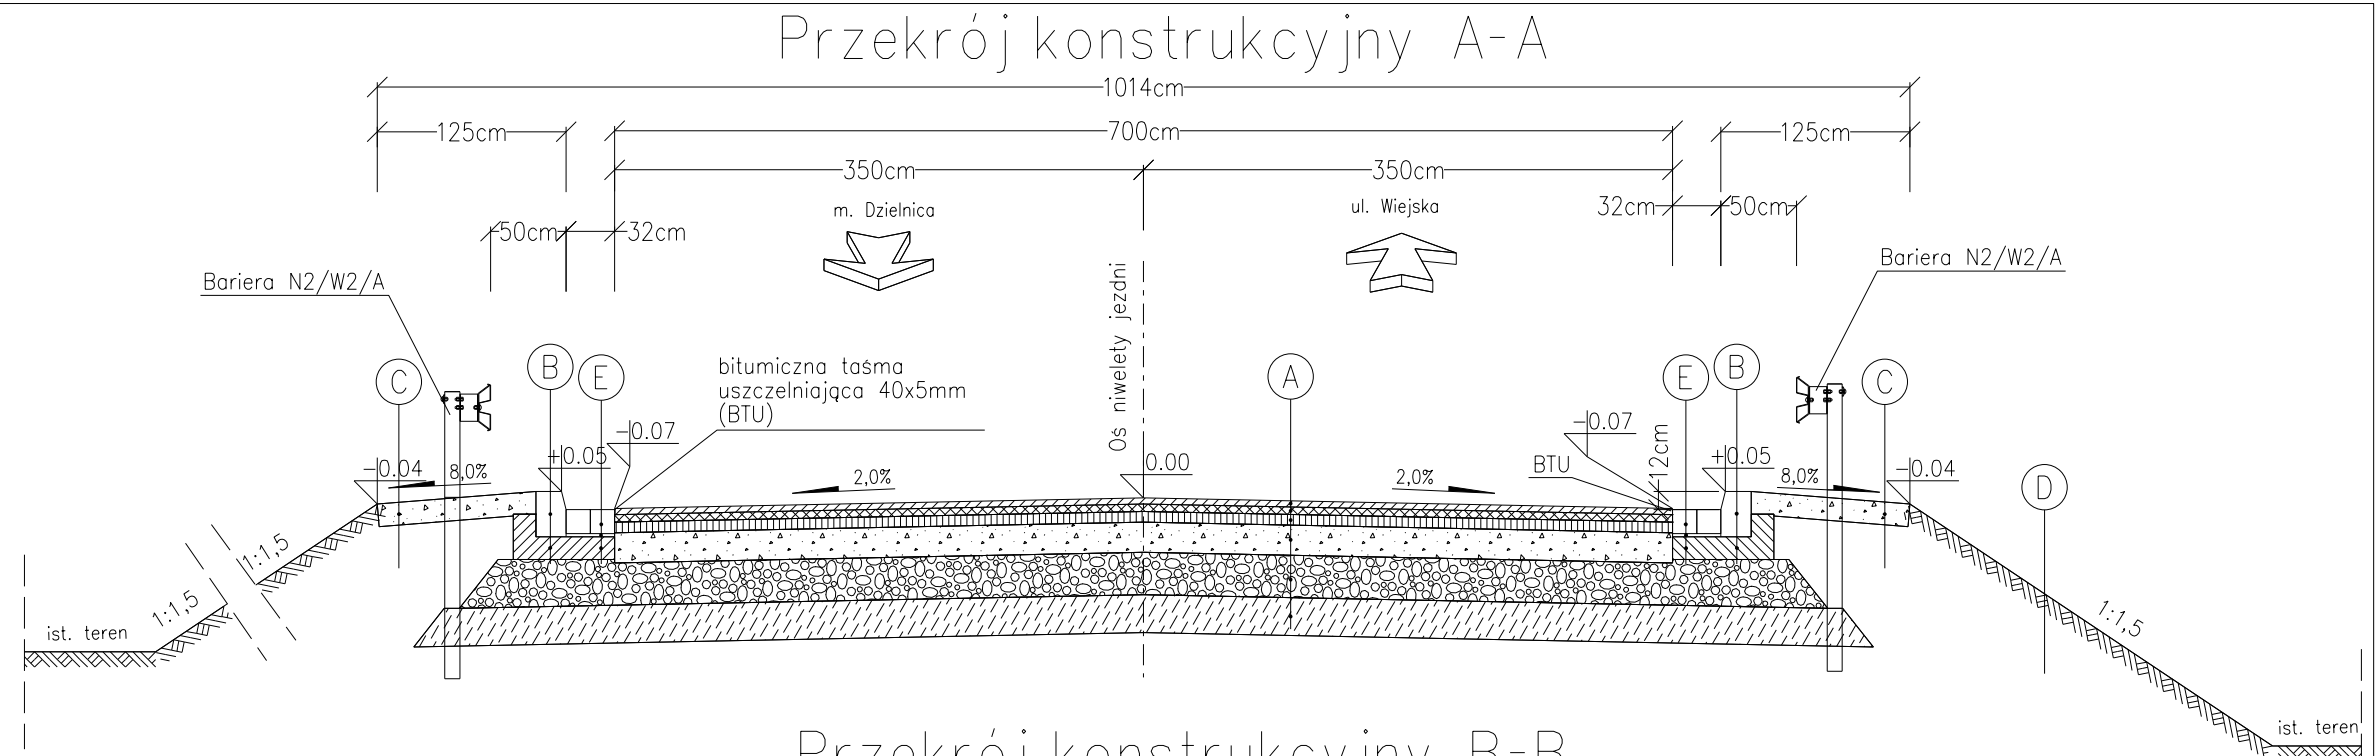 Przekrój konstrukcyjny A-A
1014cm
125cm
700cm
125cm
350cm
350cm
m. Dzielnica
ul. Wiejska
32cm
50cm
50cm
32cm
Bariera N2/W2/A
Bariera N2/W2/A
Oś niwelety jezdni
C
B
E
bitumiczna taśma
uszczelniająca 40x5mm
(BTU)
A
E
B
C
-0.04
8,0%
+0.05
-0.07
2,0%
0.00
2,0%
BTU
-0.07
12cm
+0.05
8,0%
-0.04
D
1:1,5
1:1,5
1:1,5
ist. teren
ist. teren
Przekrój konstrukcyjny B-B